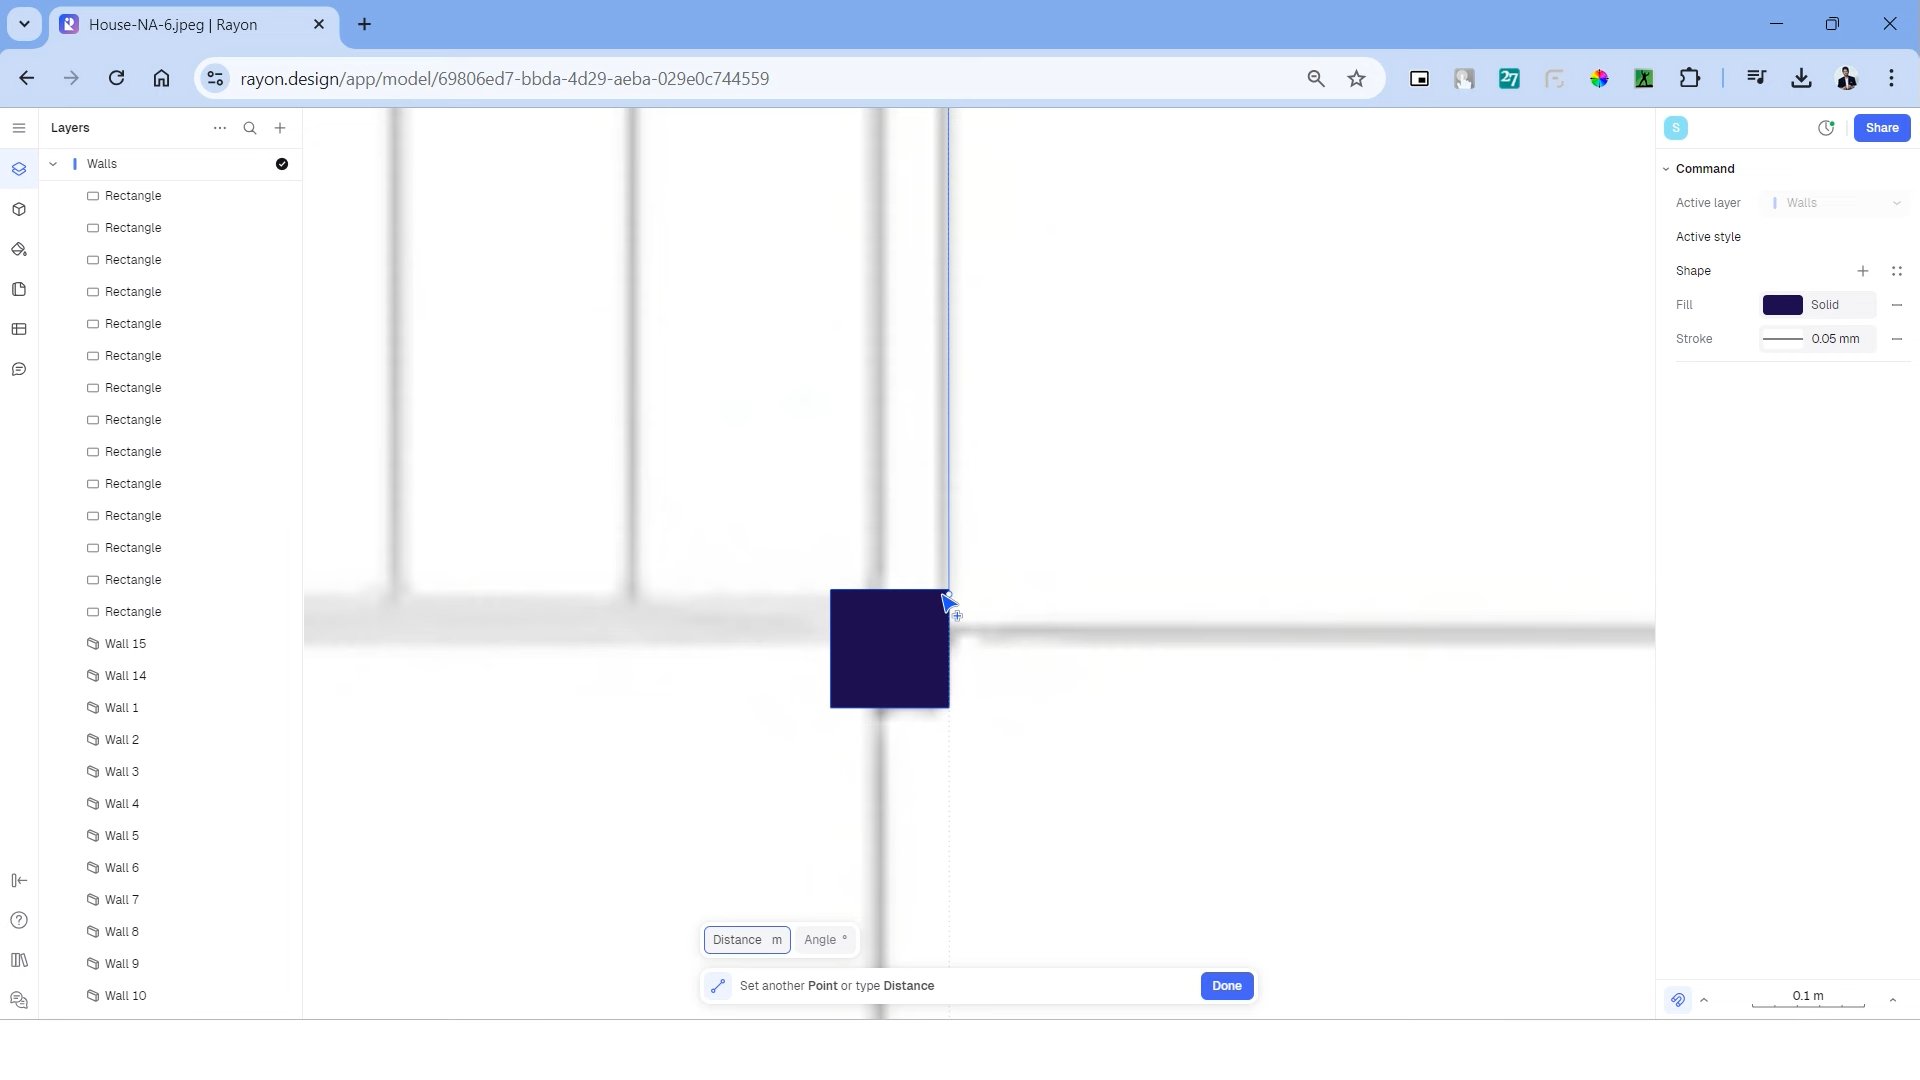 House-NA-6.jpeg | Rayon
rayon.design/app/model/69806ed7-bbda-4d29-aeba-029e0c744559
27
Layers
S
Share
Walls
Command
Rectangle
Active layer
Walls
Rectangle
Active style
Rectangle
Shape
Rectangle
Fill
Solid
Rectangle
Stroke
0.05 mm
Rectangle
Rectangle
Rectangle
Rectangle
Rectangle
Rectangle
Rectangle
Rectangle
Rectangle
Wall 15
Wall 14
Wall 1
Wall 2
Wall 3
Wall 4
Wall 5
Wall 6
Wall 7
Wall 8
Wall 9
Wall 10
Distance m
Angle °
Set another Point or type Distance
Done
0.1 m